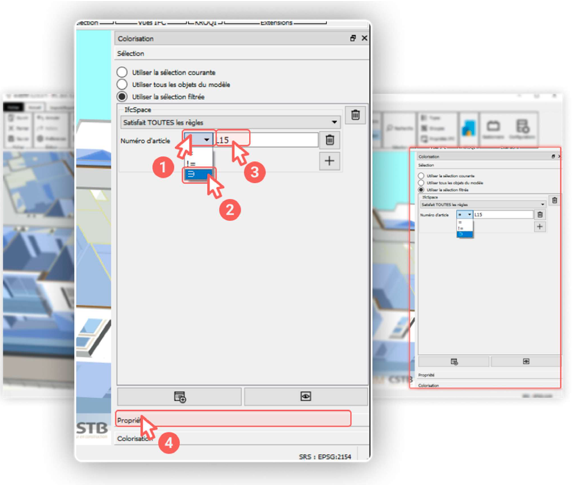 Vues IFC
KROQI
Extensions
Colorisation
Sélection
Utiliser la sélection courante
Utiliser tous les objets du modèle
Utiliser la sélection filtrée
IfcSpace
Satisfait TOUTES les règles
Numéro d'article
L15
!=
∋
1
2
3
+
Propriété
4
Colorisation
STB
SRS : EPSG:2154
Colorisation
Sélection
Utiliser la sélection courante
Utiliser tous les objets du modèle
Utiliser la sélection filtrée
IfcSpace
Satisfait TOUTES les règles
Numéro d'article
= L15
=
!=
+
Propriété
Colorisation
CSTB